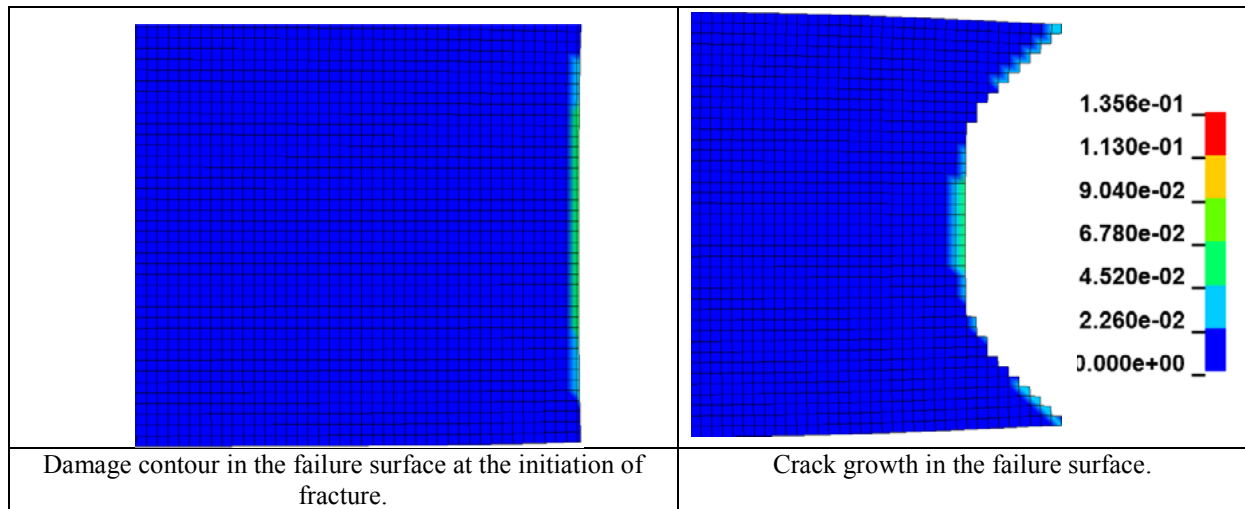 1.356e-01
1.130e-01
9.040e-02
6.780e-02
4.520e-02
2.260e-02
0.000e+00
Damage contour in the failure surface at the initiation of
fracture.
Crack growth in the failure surface.